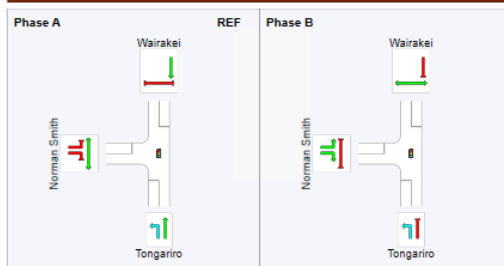 Phase A REF
Wairakei
Norman Smith
Tongariro
Phase B
Wairakei
Norman Smith
Tongariro